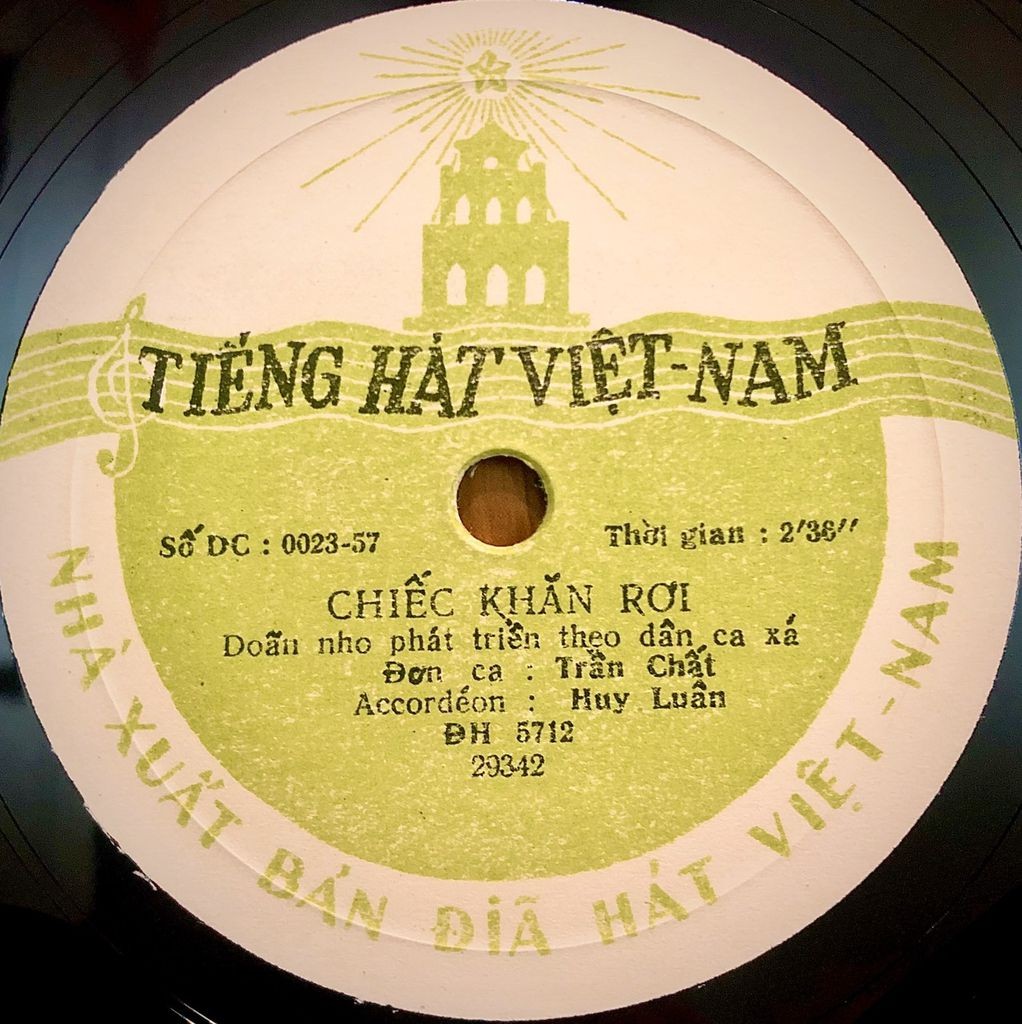 TIẾNG HÁT VIỆT-NAM
Số DC : 0023-57
Thời gian : 2'36''
CHIẾC KHĂN RƠI
Doãn nho phát triển theo dân ca xá
Đơn ca : Trần Chất
Accordéon : Huy Luân
ĐH 5712
29342
NHÀ XUẤT BẢN ĐIÃ HÁT VIỆT-NAM